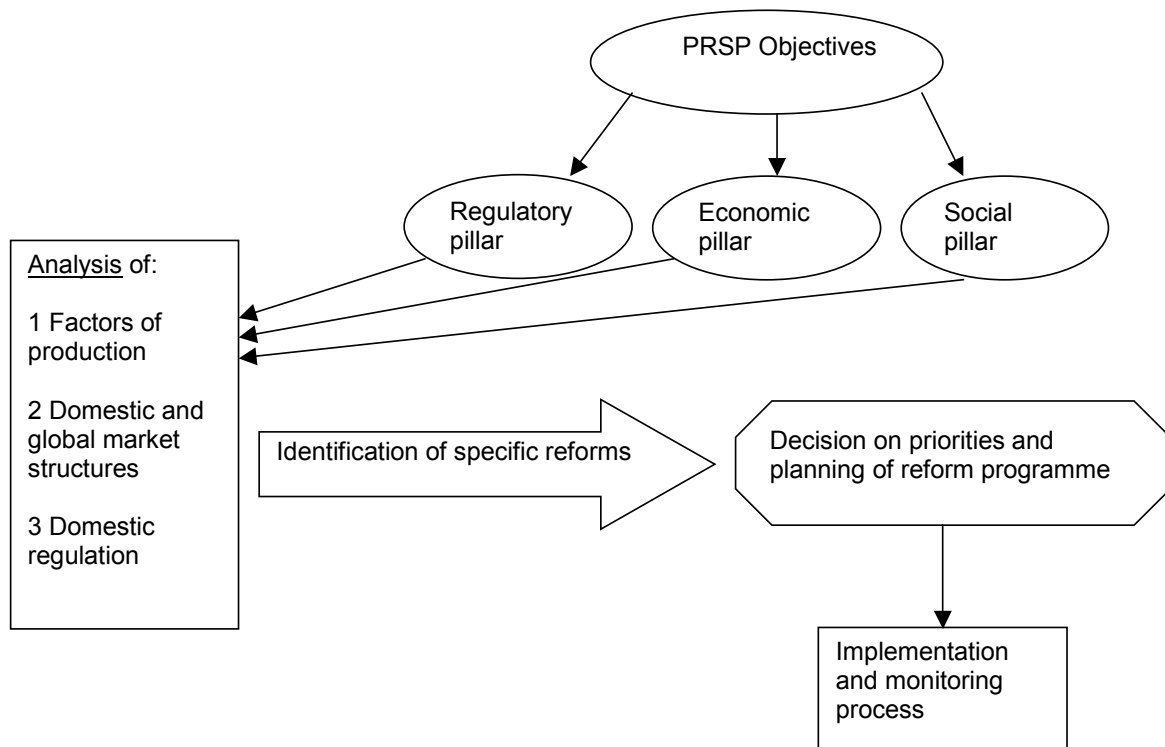 PRSP Objectives
Regulatory
pillar
Economic
pillar
Social
pillar
Analysis of:
1 Factors of
production
2 Domestic and
global market
structures
3 Domestic
regulation
Identification of specific reforms
Decision on priorities and
planning of reform programme
Implementation
and monitoring
process